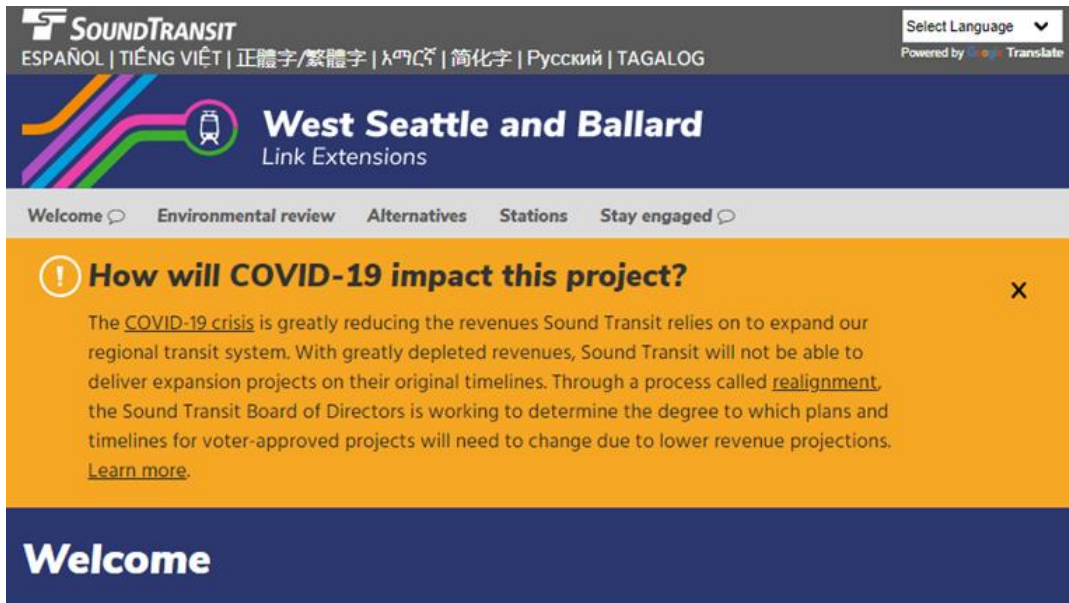 SOUNDTRANSIT
Select Language
ESPAÑOL | TIẾNG VIỆT | 正體字/繁體字 | አማርኛ | 简化字 | Русский | TAGALOG
Powered by Google Translate
West Seattle and Ballard
Link Extensions
Welcome
Environmental review
Alternatives
Stations
Stay engaged
! How will COVID-19 impact this project?
X
The COVID-19 crisis is greatly reducing the revenues Sound Transit relies on to expand our
regional transit system. With greatly depleted revenues, Sound Transit will not be able to
deliver expansion projects on their original timelines. Through a process called realignment,
the Sound Transit Board of Directors is working to determine the degree to which plans and
timelines for voter-approved projects will need to change due to lower revenue projections.
Learn more.
Welcome